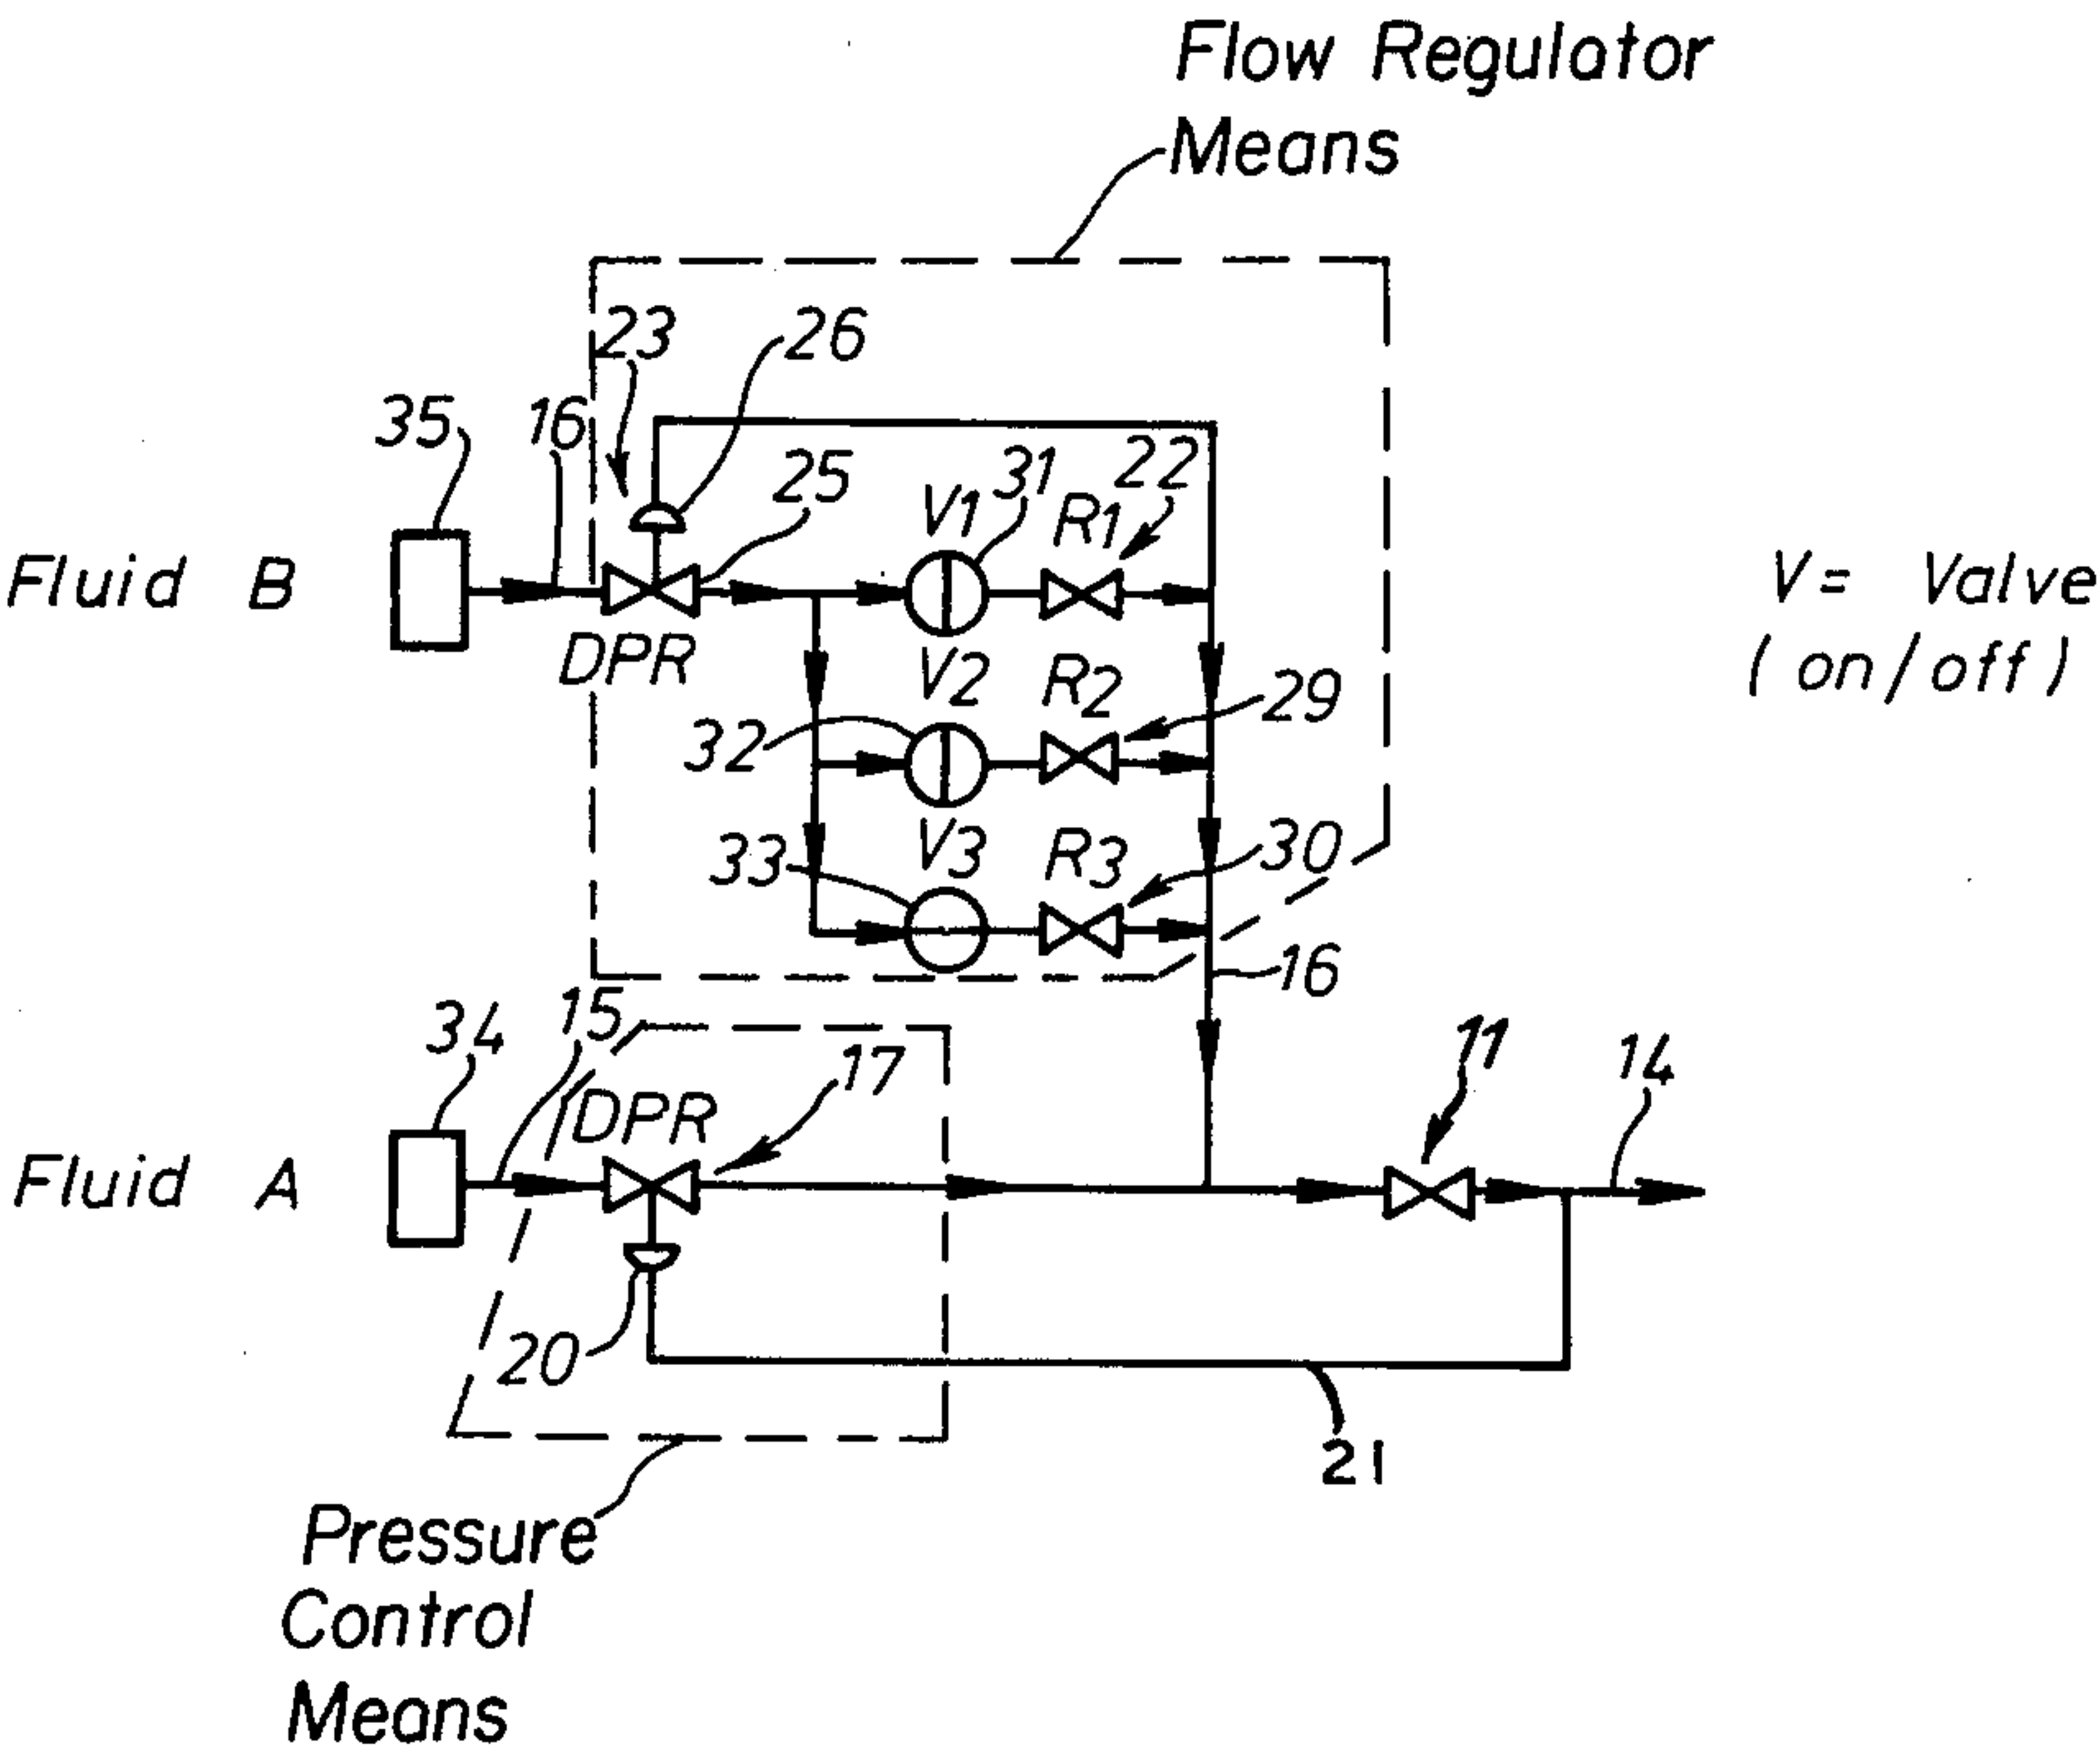 Flow Regulator
Means
23
26
35
16
25
V1
31
22
R1
Fluid B
DPR
V= Valve
(on/off)
V2
R2
29
32
V3
R3
30
33
16
15
34
17
11
14
DPR
Fluid A
20
21
Pressure
Control
Means